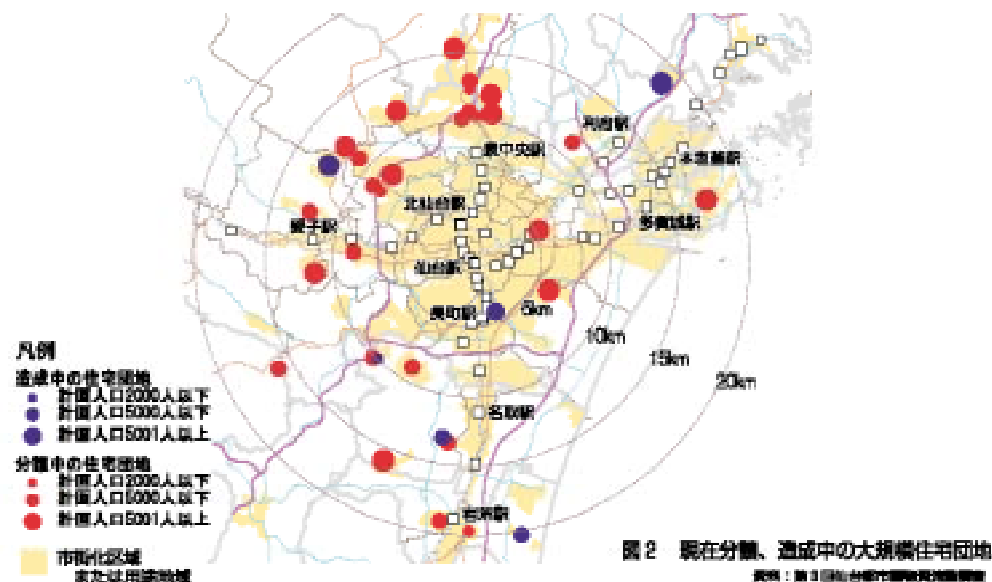 利府駅
泉中央駅
本塩釜駅
北仙台駅
多賀城駅
愛子駅
仙台駅
長町駅
5km
10km
15km
20km
名取駅
岩沼駅
凡例
造成中の住宅団地
計画人口2000人以下
計画人口5000人以下
計画人口5001人以上
分譲中の住宅団地
計画人口2000人以下
計画人口5000人以下
計画人口5001人以上
市街化区域
または用途地域
図2 現在分譲、造成中の大規模住宅団地